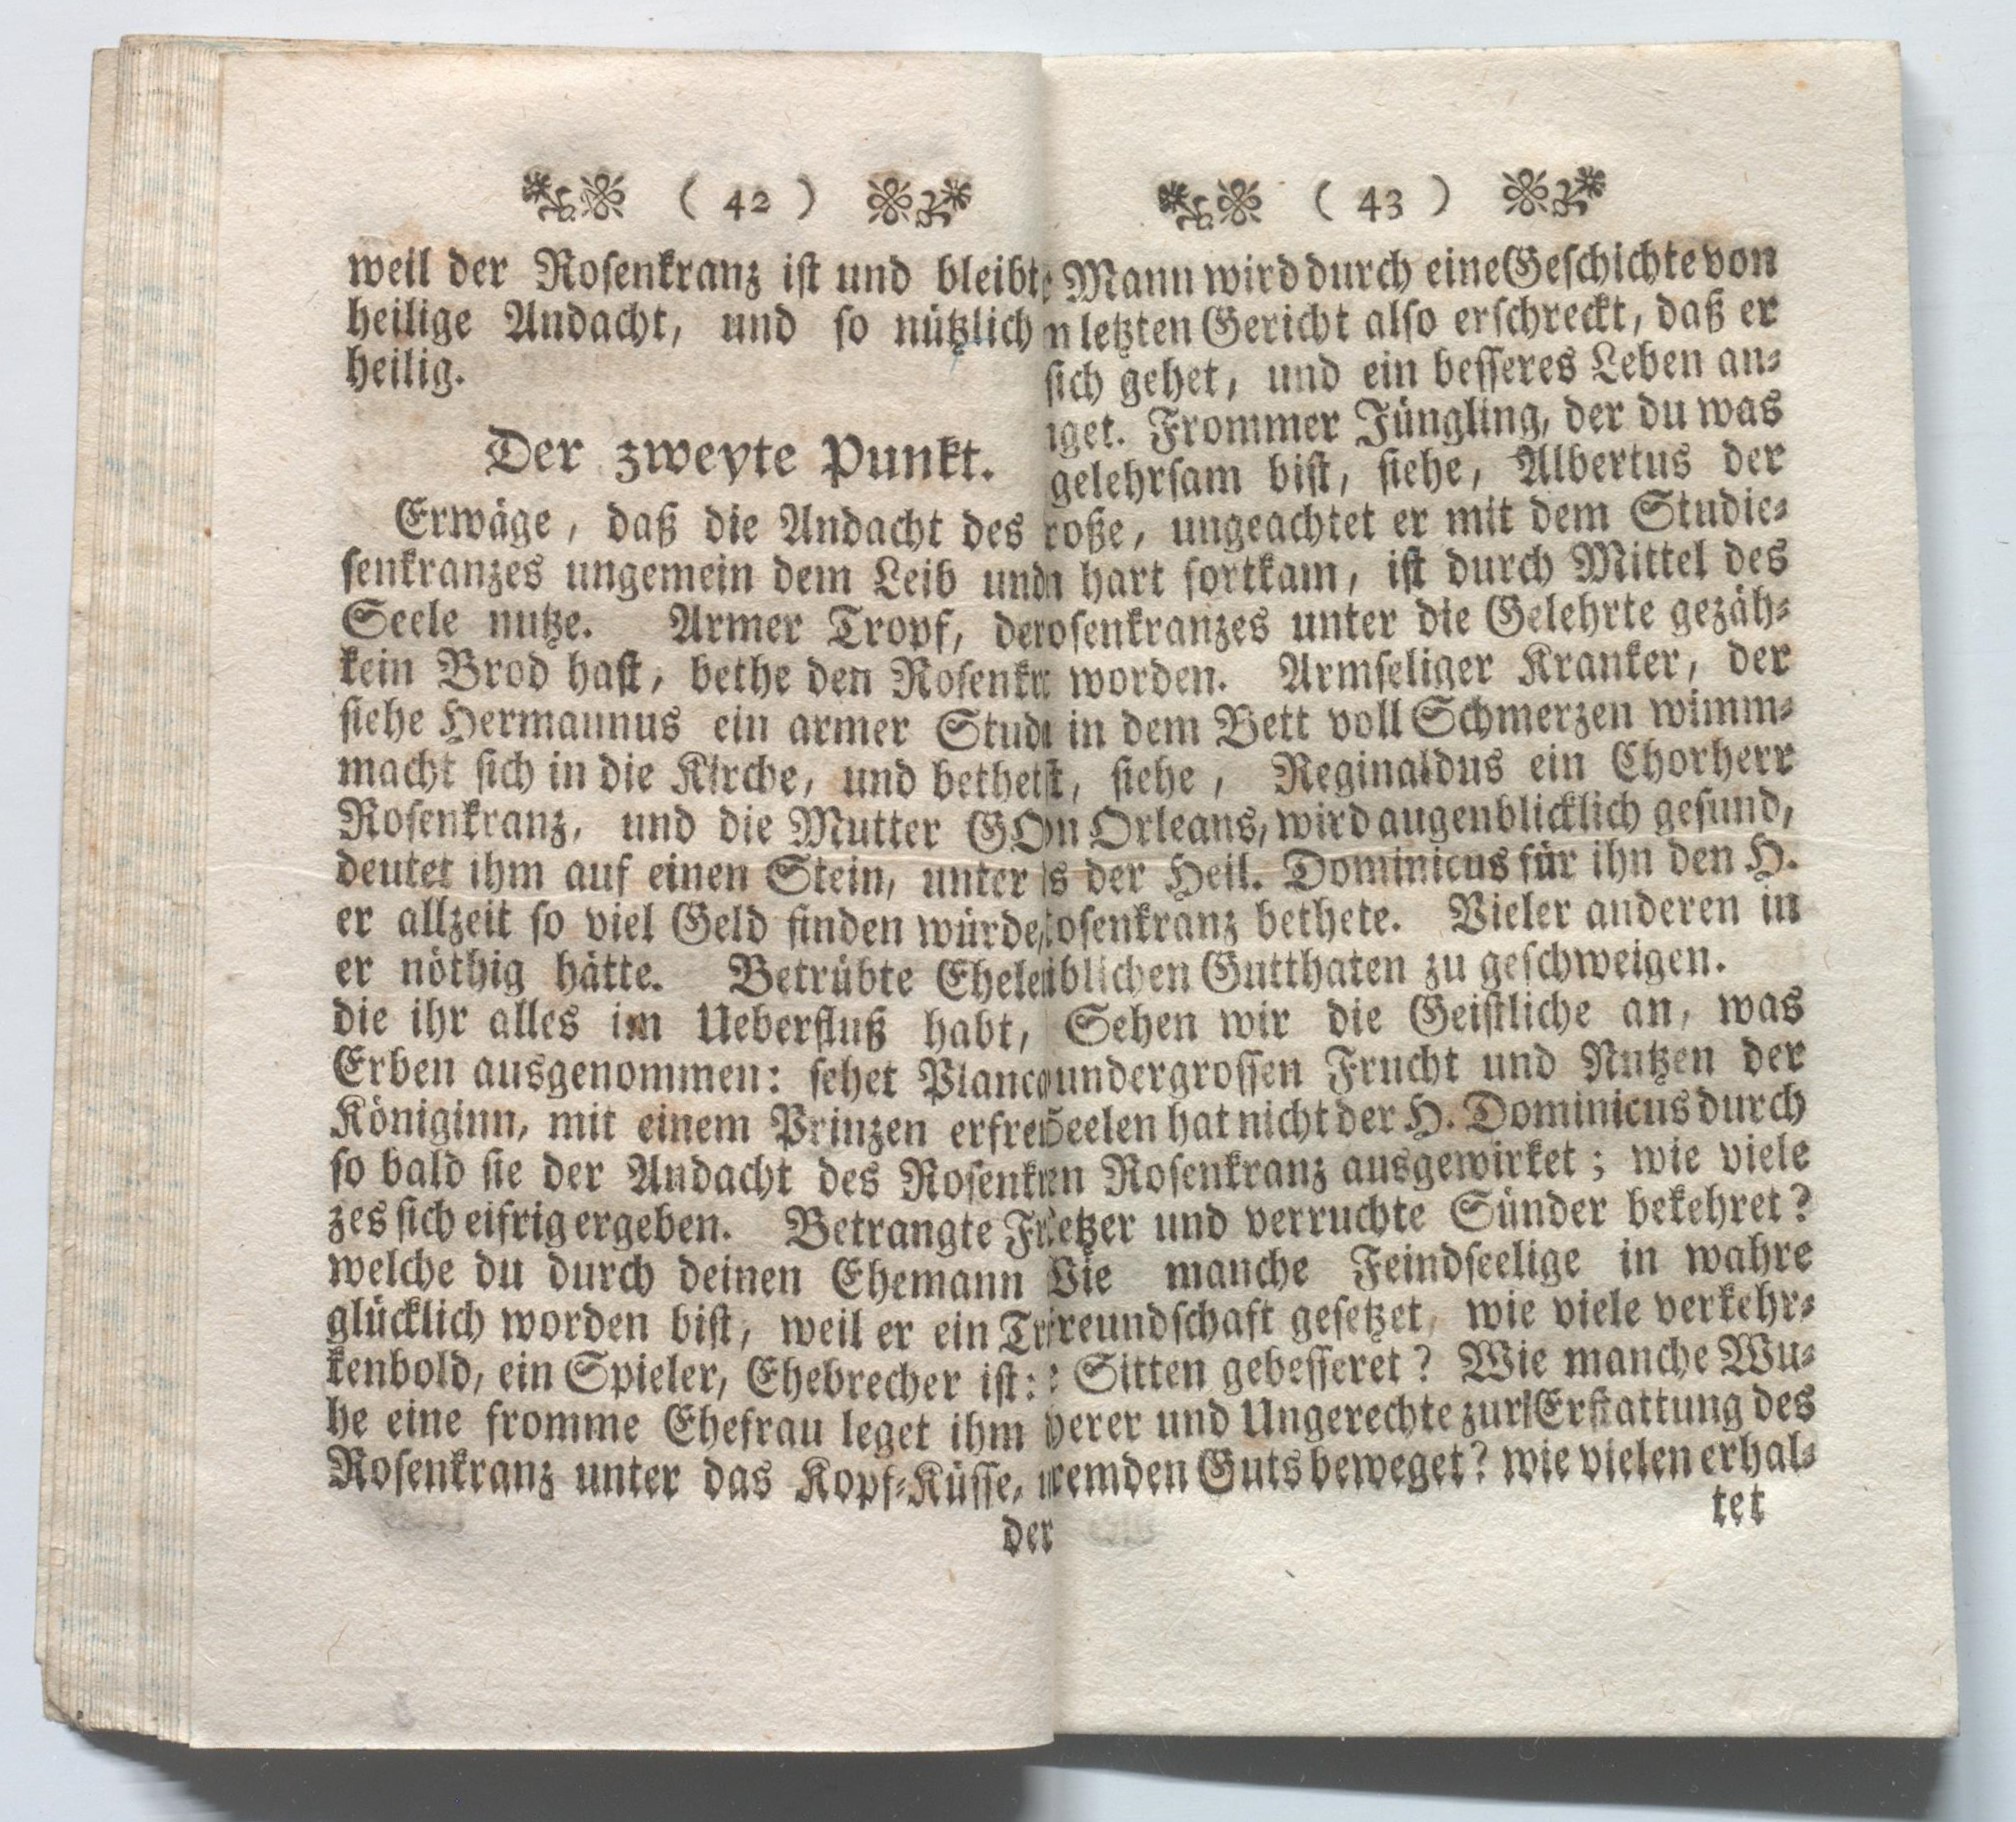 ( 42 )
weil der Rosenkranz ist und bleibt
heilige Andacht, und so nützlich
heilig.
Der zweyte Punkt.
Erwäge, daß die Andacht des
senkranzes ungemein dem Leib und
Seele nutze. Armer Tropf, der
kein Brod hast, bethe den Rosenkr
siehe Hermannus ein armer Stud
macht sich in die Kirche, und bethet
Rosenkranz, und die Mutter GO
deutet ihm auf einen Stein, unter
er allzeit so viel Geld finden würde,
er nöthig hätte. Betrübte Ehele
die ihr alles im Ueberfluß habt,
Erben ausgenommen: sehet Planc
Königinn, mit einem Prinzen erfre
so bald sie der Andacht des Rosenkr
zes sich eifrig ergeben. Betrangte Fr
welche du durch deinen Ehemann
glücklich worden bist, weil er ein Tr
kenbold, ein Spieler, Ehebrecher ist:
he eine fromme Ehefrau leget ihm
Rosenkranz unter das Kopf-Küsse,
der
( 43 )
Mann wird durch eine Geschichte von
n letzten Gericht also erschreckt, daß er
sich gehet, und ein besseres Leben an-
get. Frommer Jüngling, der du was
gelehrsam bist, siehe, Albertus der
roße, ungeachtet er mit dem Studie-
n hart fortkam, ist durch Mittel des
osenkranzes unter die Gelehrte gezäh-
worden. Armseliger Kranker, der
in dem Bett voll Schmerzen wimm-
st, siehe, Reginaldus ein Chorherr
n Orleans, wird augenblicklich gesund,
s der Heil. Dominicus für ihn den H.
osenkranz bethete. Vieler anderen in
iblichen Gutthaten zu geschweigen.
Sehen wir die Geistliche an, was
undergrossen Frucht und Nutzen der
Seelen hat nicht der H. Dominicus durch
en Rosenkranz ausgewirket; wie viele
etzer und verruchte Sünder bekehret?
Wie manche Feindseelige in wahre
reundschaft gesetzet, wie viele verkehr-
e Sitten gebesseret? Wie manche Wu-
erer und Ungerechte zur Erstattung des
remden Guts beweget? wie vielen erhal-
tet